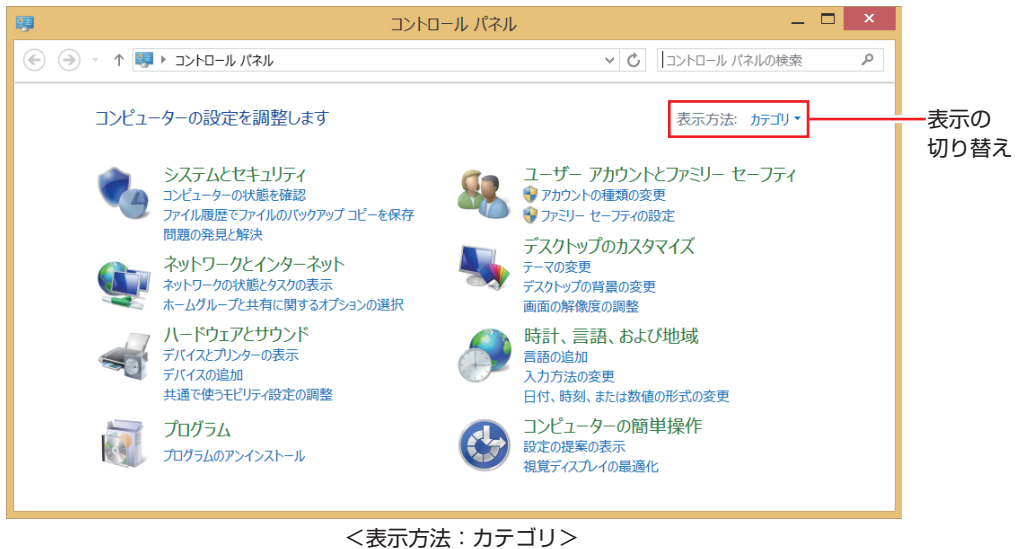 コントロール パネル
コントロール パネル
コントロール パネルの検索
コンピューターの設定を調整します
表示方法: カテゴリ
表示の
切り替え
システムとセキュリティ
コンピューターの状態を確認
ファイル履歴でファイルのバックアップ コピーを保存
問題の発見と解決
ネットワークとインターネット
ネットワークの状態とタスクの表示
ホームグループと共有に関するオプションの選択
ハードウェアとサウンド
デバイスとプリンターの表示
デバイスの追加
共通で使うモビリティ設定の調整
プログラム
プログラムのアンインストール
ユーザー アカウントとファミリー セーフティ
アカウントの種類の変更
ファミリー セーフティの設定
デスクトップのカスタマイズ
テーマの変更
デスクトップの背景の変更
画面の解像度の調整
時計、言語、および地域
言語の追加
入力方法の変更
日付、時刻、または数値の形式の変更
コンピューターの簡単操作
設定の提案の表示
視覚ディスプレイの最適化
＜表示方法：カテゴリ＞